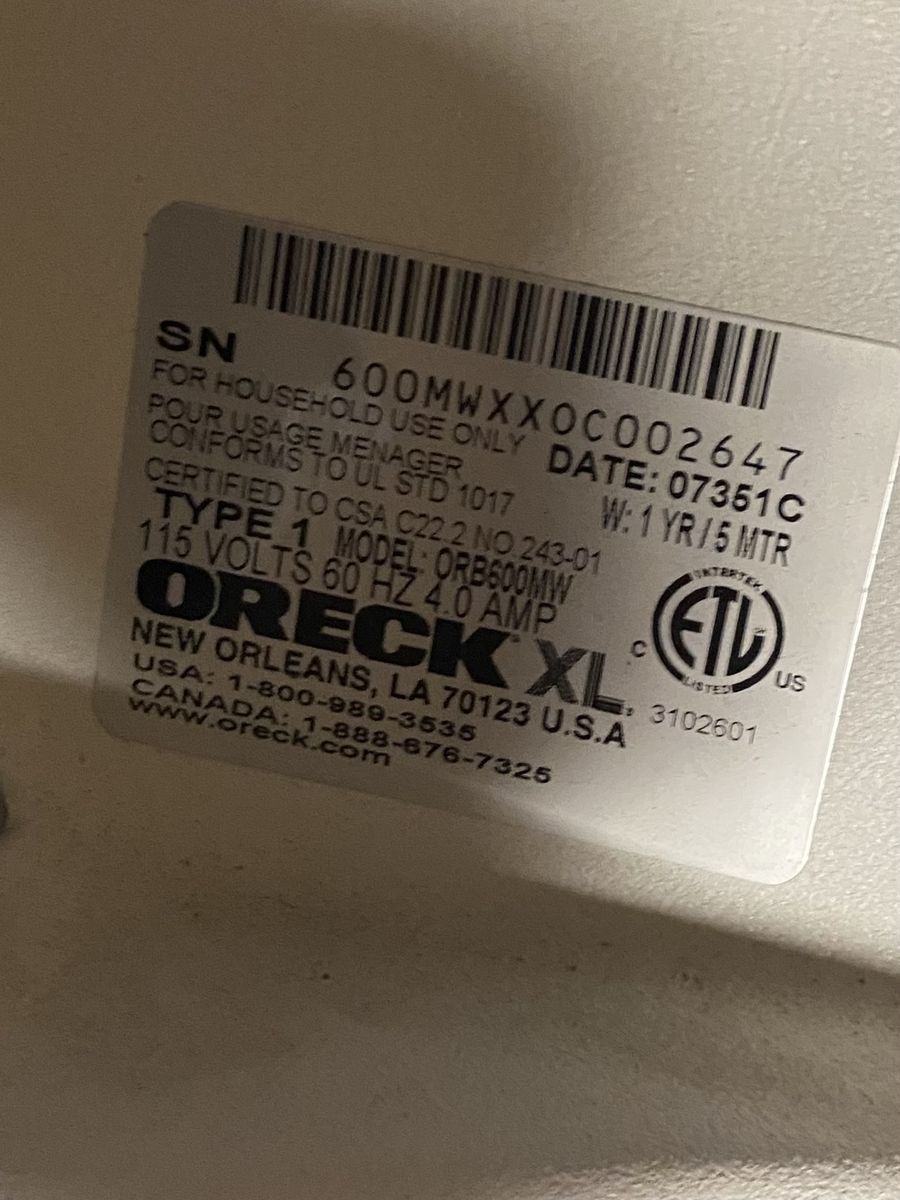 SN 600MWXXOC002647
FOR HOUSEHOLD USE ONLY
DATE: 07351C
POUR USAGE MENAGER
CONFORMS TO UL STD 1017
W: 1 YR / 5 MTR
CERTIFIED TO CSA C22.2 NO.243-01
TYPE 1 MODEL: ORB600MW
115 VOLTS 60 HZ 4.0 AMP
ORECK XL.
INTERTEK
C ETL US
LISTED
NEW ORLEANS, LA 70123 U.S.A
3102601
USA: 1-800-989-3535
CANADA: 1-888-676-7325
www.oreck.com